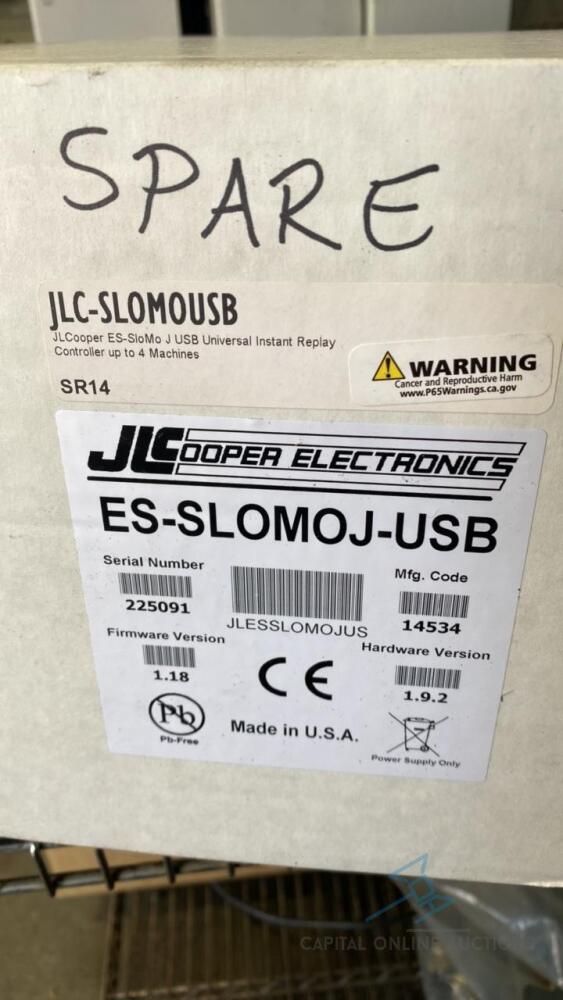 SPARE
JLC-SLOMOUSB
JLCooper ES-SloMo J USB Universal Instant Replay
Controller up to 4 Machines
SR14
WARNING
Cancer and Reproductive Harm
www.P65Warnings.ca.gov
JLCOOPER ELECTRONICS
ES-SLOMOJ-USB
Serial Number
225091
JLESSLOMOJUS
Mfg. Code
14534
Firmware Version
1.18
CE
Hardware Version
1.9.2
Pb
Pb-Free
Made in U.S.A.
Power Supply Only
CAPITAL ONLINE AUCTIONS